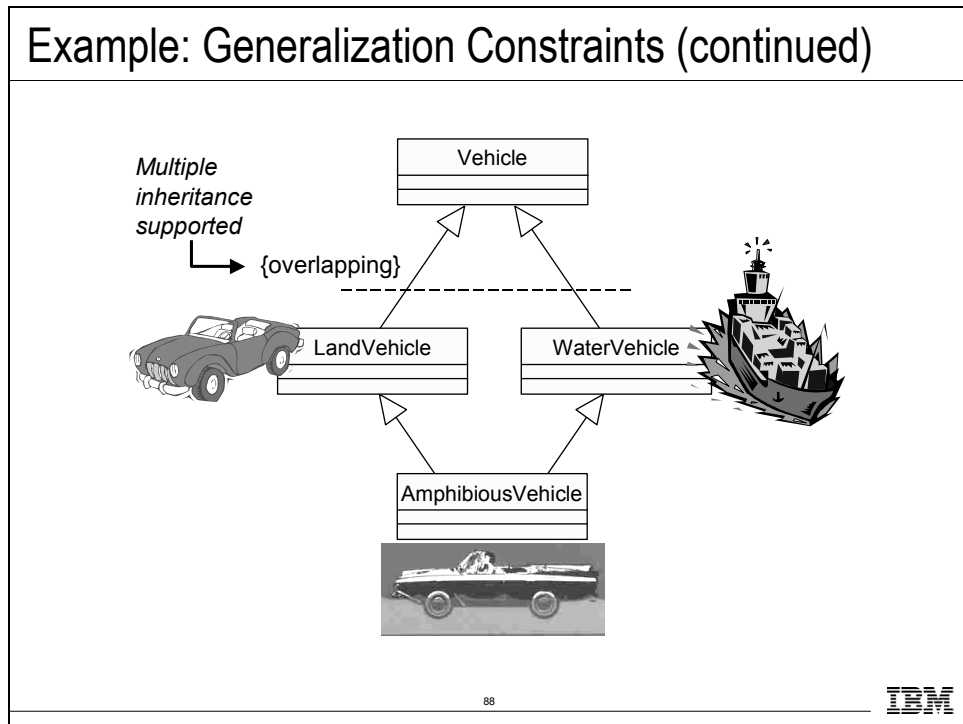 Example: Generalization Constraints (continued)
Vehicle
Multiple
inheritance
supported
{overlapping}
LandVehicle
WaterVehicle
AmphibiousVehicle
88
IBM